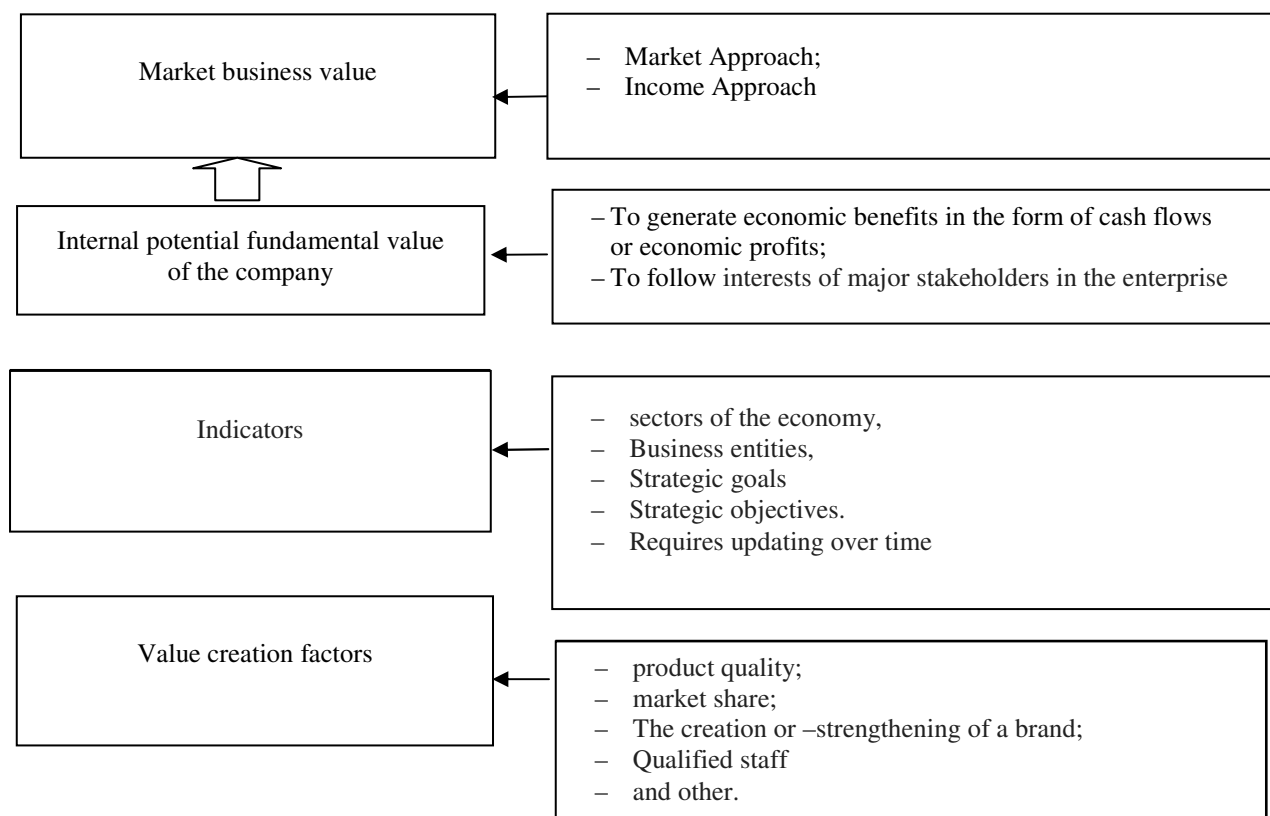 Market business value
– Market Approach;
– Income Approach
Internal potential fundamental value
of the company
– To generate economic benefits in the form of cash flows
or economic profits;
– To follow interests of major stakeholders in the enterprise
Indicators
– sectors of the economy,
– Business entities,
– Strategic goals
– Strategic objectives.
– Requires updating over time
Value creation factors
– product quality;
– market share;
– The creation or –strengthening of a brand;
– Qualified staff
– and other.